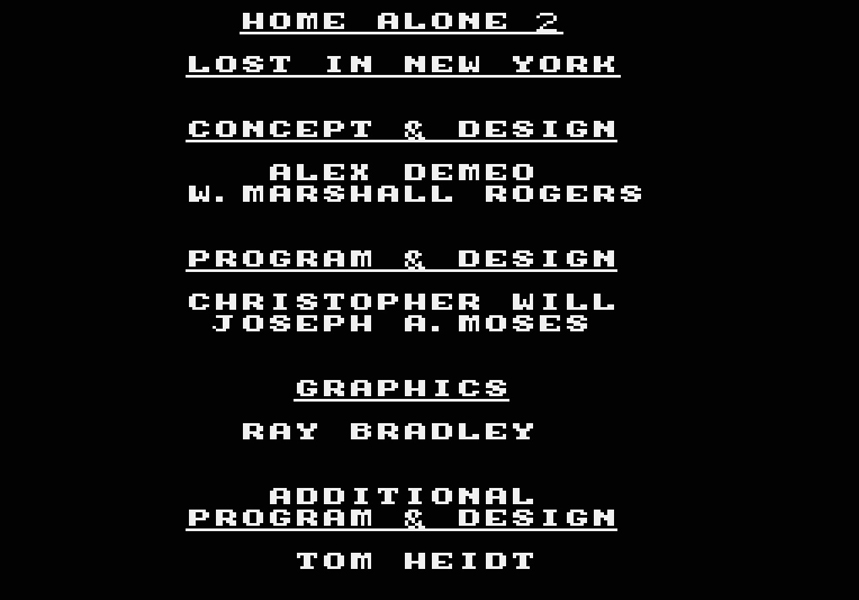 HOME ALONE 2
LOST IN NEW YORK
CONCEPT & DESIGN
ALEX DEMEO
W. MARSHALL ROGERS
PROGRAM & DESIGN
CHRISTOPHER WILL
JOSEPH A. MOSES
GRAPHICS
RAY BRADLEY
ADDITIONAL
PROGRAM & DESIGN
TOM HEIDT